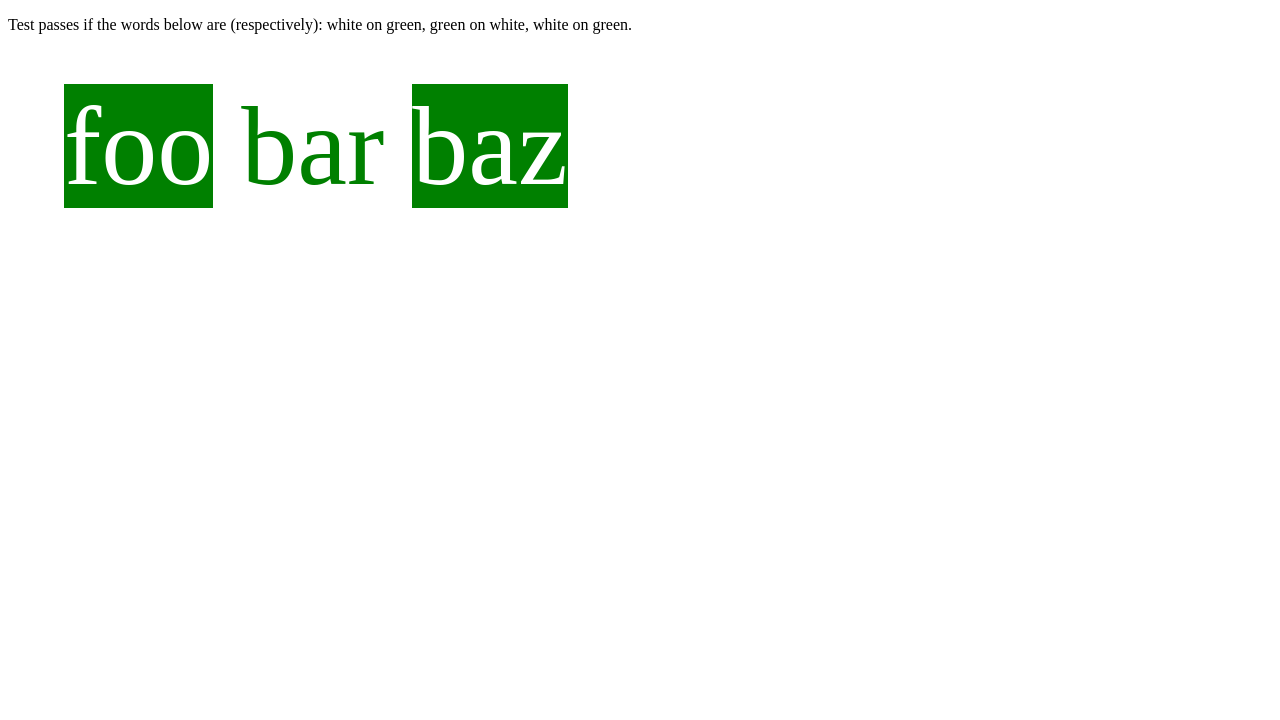 Test passes if the words below are (respectively): white on green, green on white, white on green.
foo bar baz